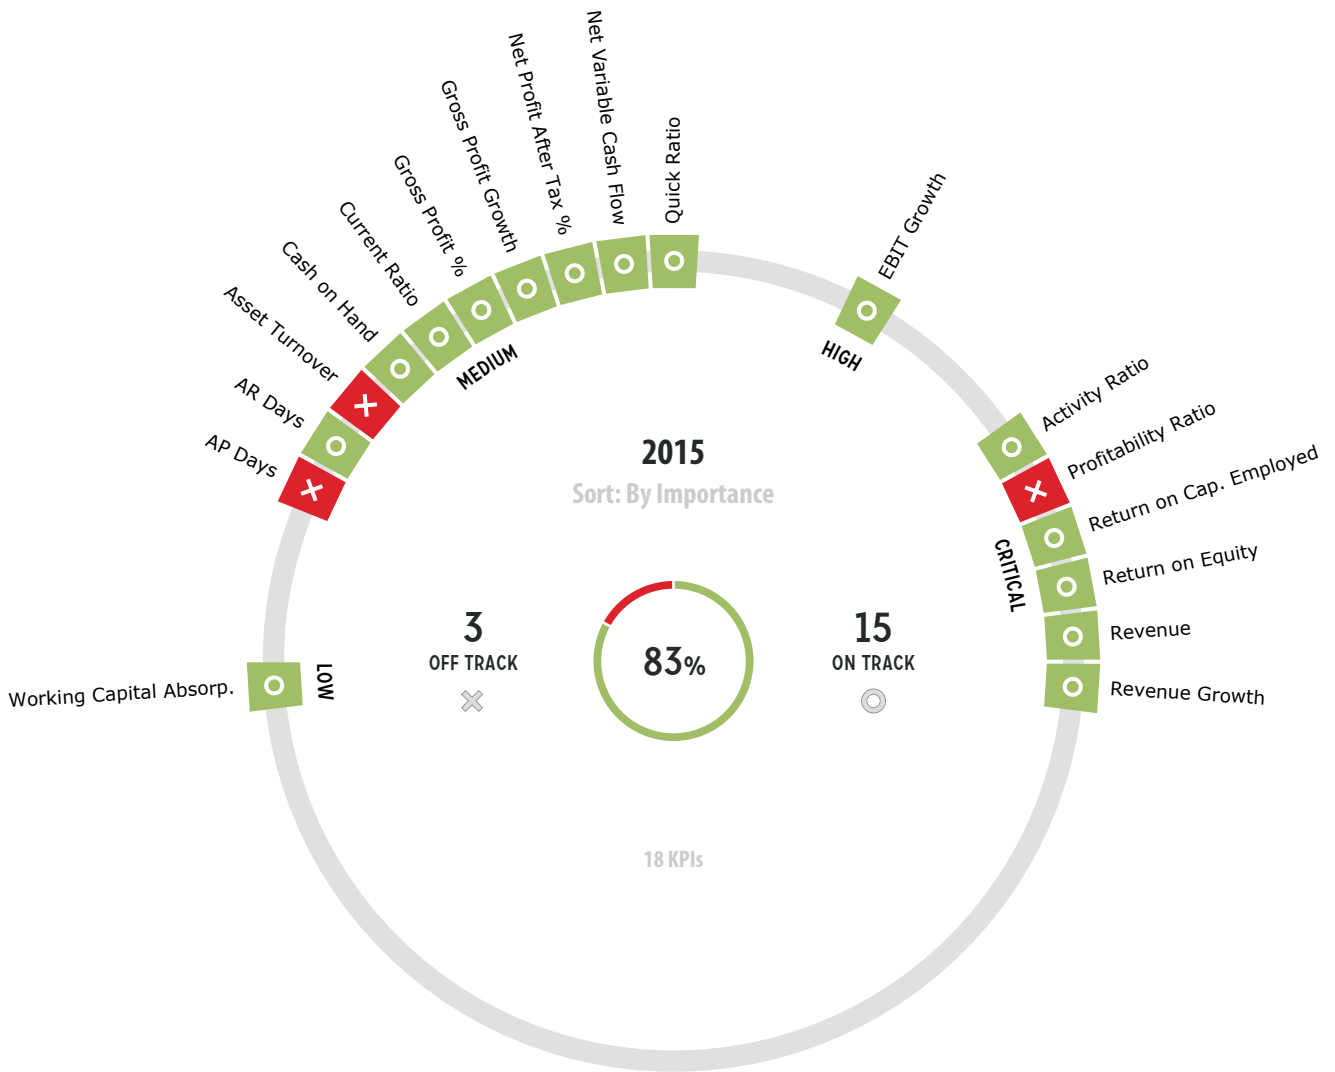 Net Variable Cash Flow
Net Profit After Tax %
Gross Profit Growth
Quick Ratio
Gross Profit %
EBIT Growth
Current Ratio
Cash on Hand
Asset Turnover
MEDIUM
HIGH
Activity Ratio
AR Days
Profitability Ratio
AP Days
2015
Sort: By Importance
Return on Cap. Employed
CRITICAL
Return on Equity
3
OFF TRACK
83%
15
ON TRACK
Revenue
Working Capital Absorp.
LOW
Revenue Growth
18 KPIs